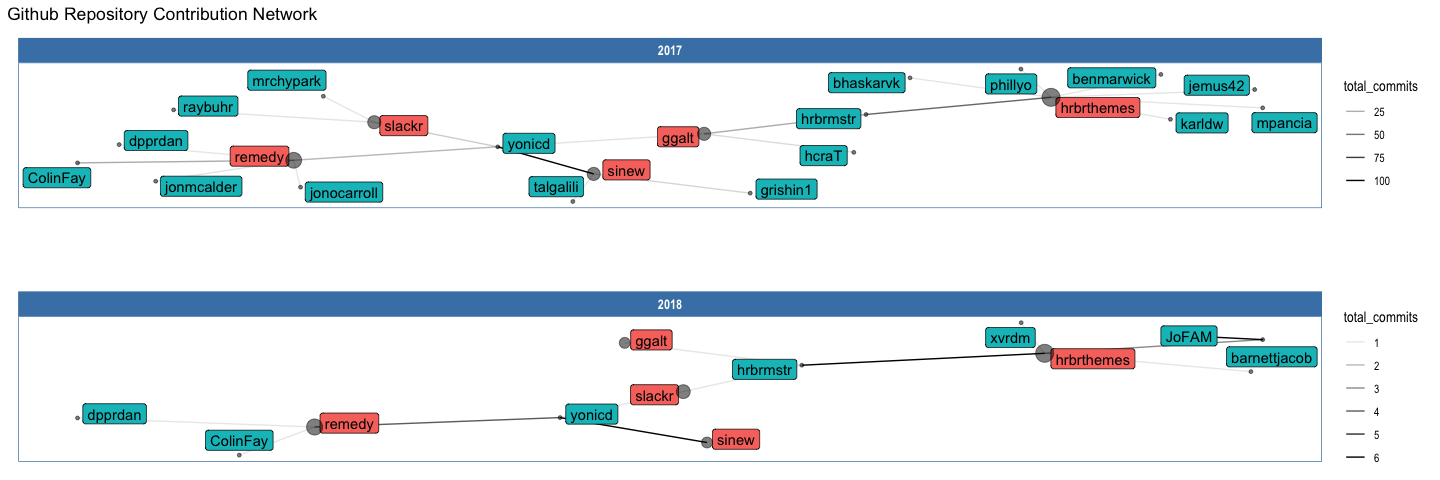 Github Repository Contribution Network
2017
mrchypark
raybuhr
slackr
dpprdan
remedy
ColinFay
jonmcalder
jonocarroll
yonicd
talgalili
sinew
ggalt
grishin1
bhaskarvk
hrbrmstr
hcraT
phillyo
benmarwick
jemus42
hrbrthemes
karldw
mpancia
total_commits
25
50
75
100
2018
ggalt
hrbrmstr
slackr
yonicd
sinew
dpprdan
ColinFay
remedy
xvrdm
JoFAM
hrbrthemes
barnettjacob
total_commits
1
2
3
4
5
6